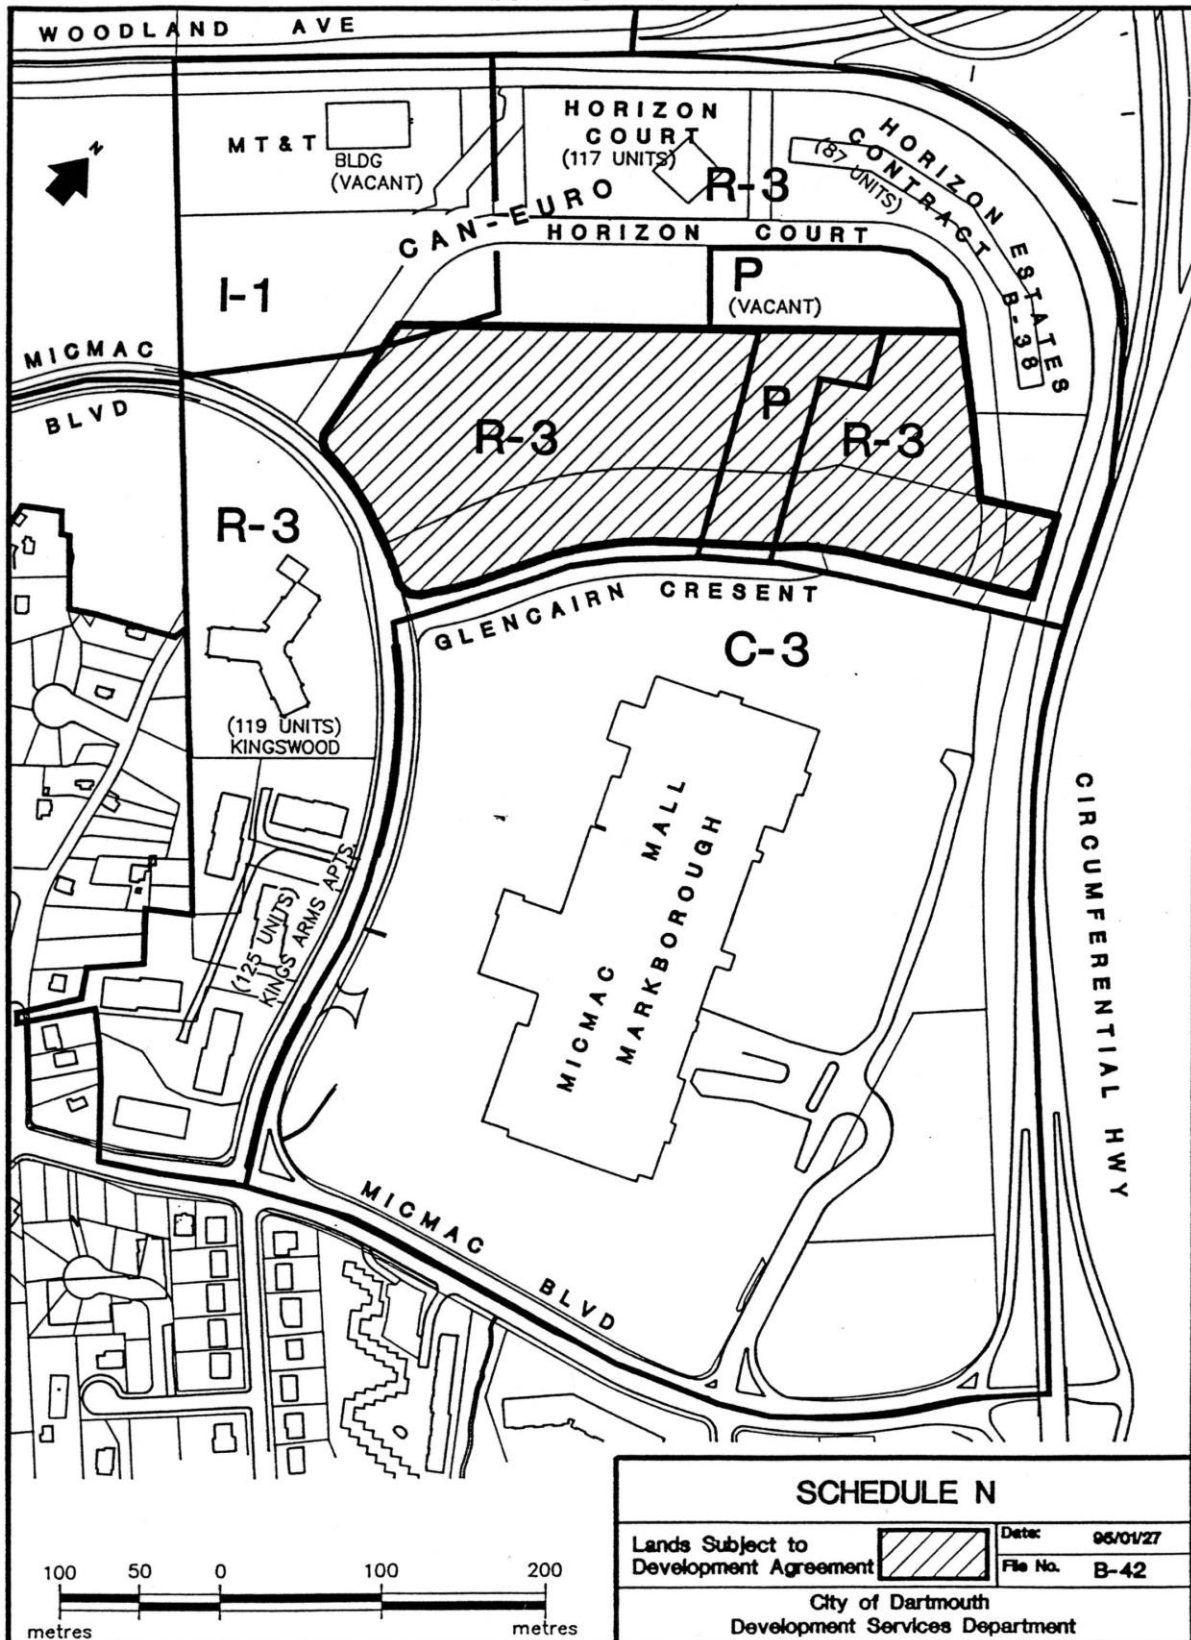 WOODLAND AVE
N
MT&T
BLDG
(VACANT)
HORIZON
COURT
(117 UNITS)
R-3
HORIZON ESTATES
CONTRACT B-38
(87 UNITS)
CAN-EURO
HORIZON COURT
I-1
P
(VACANT)
MICMAC
BLVD
R-3
P
R-3
R-3
(119 UNITS)
KINGSWOOD
GLENCAIRN CRESENT
C-3
MICMAC MALL
MARKBOROUGH
CIRCUMFERENTIAL HWY
(125 UNITS)
KINGS ARMS APTS.
MICMAC BLVD
SCHEDULE N
Lands Subject to
Development Agreement
Date: 95/01/27
File No. B-42
City of Dartmouth
Development Services Department
100 50 0 100 200
metres metres